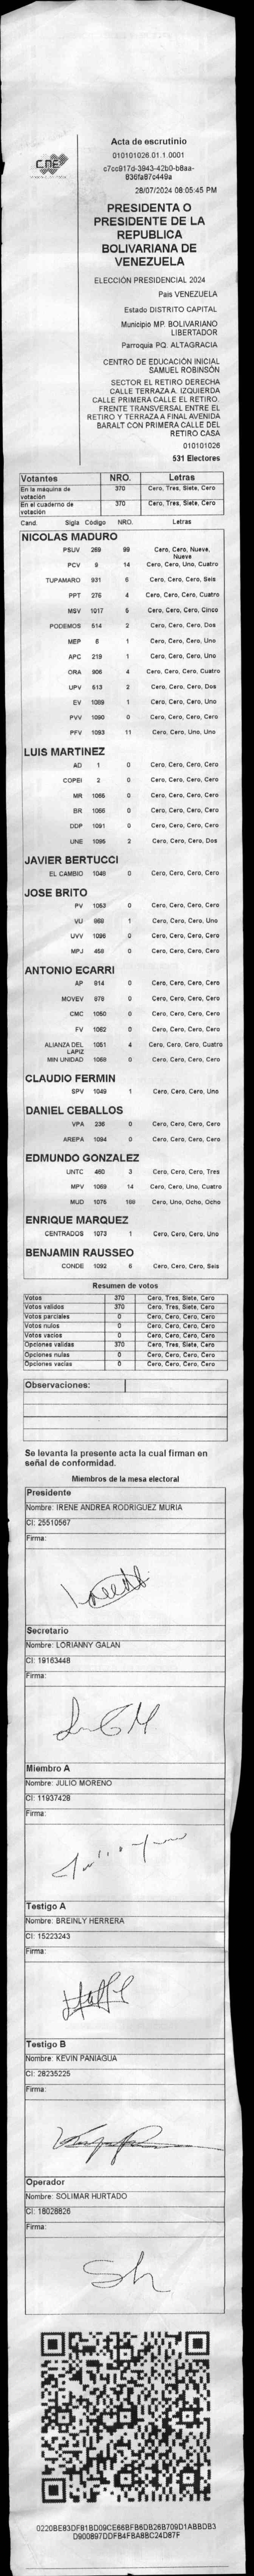 CNE
Acta de escrutinio
010101026.01.1.0001
c7cc917d-3943-42b0-b8aa-
836fa87c449a
28/07/2024 08:05:45 PM
PRESIDENTA O
PRESIDENTE DE LA
REPUBLICA
BOLIVARIANA DE
VENEZUELA
ELECCIÓN PRESIDENCIAL 2024
Pais VENEZUELA
Estado DISTRITO CAPITAL
Municipio MP. BOLIVARIANO
LIBERTADOR
Parroquia PQ. ALTAGRACIA
CENTRO DE EDUCACIÓN INICIAL
SAMUEL ROBINSÓN
SECTOR EL RETIRO DERECHA
CALLE TERRAZA A. IZQUIERDA
CALLE PRIMERA CALLE EL RETIRO.
FRENTE TRANSVERSAL ENTRE EL
RETIRO Y TERRAZA A FINAL AVENIDA
BARALT CON PRIMERA CALLE DEL
RETIRO CASA
010101026
531 Electores
Votantes NRO. Letras
En la máquina de votación 370 Cero, Tres, Siete, Cero
En el cuaderno de votación 370 Cero, Tres, Siete, Cero
Cand. Sigla Codigo NRO. Letras
NICOLAS MADURO
PSUV 269 99 Cero, Cero, Nueve, Nueve
PCV 9 14 Cero, Cero, Uno, Cuatro
TUPAMARO 931 6 Cero, Cero, Cero, Seis
PPT 276 4 Cero, Cero, Cero, Cuatro
MSV 1017 5 Cero, Cero, Cero, Cinco
PODEMOS 514 2 Cero, Cero, Cero, Dos
MEP 6 1 Cero, Cero, Cero, Uno
APC 219 1 Cero, Cero, Cero, Uno
ORA 906 4 Cero, Cero, Cero, Cuatro
UPV 613 2 Cero, Cero, Cero, Dos
EV 1089 1 Cero, Cero, Cero, Uno
PVV 1090 0 Cero, Cero, Cero, Cero
PFV 1093 11 Cero, Cero, Uno, Uno
LUIS MARTINEZ
AD 1 0 Cero, Cero, Cero, Cero
COPEI 2 0 Cero, Cero, Cero, Cero
MR 1065 0 Cero, Cero, Cero, Cero
BR 1066 0 Cero, Cero, Cero, Cero
DDP 1091 0 Cero, Cero, Cero, Cero
UNE 1095 2 Cero, Cero, Cero, Dos
JAVIER BERTUCCI
EL CAMBIO 1048 0 Cero, Cero, Cero, Cero
JOSE BRITO
PV 1053 0 Cero, Cero, Cero, Cero
VU 868 1 Cero, Cero, Cero, Uno
UVV 1096 0 Cero, Cero, Cero, Cero
MPJ 459 0 Cero, Cero, Cero, Cero
ANTONIO ECARRI
AP 914 0 Cero, Cero, Cero, Cero
MOVEV 979 0 Cero, Cero, Cero, Cero
CMC 1050 0 Cero, Cero, Cero, Cero
FV 1062 0 Cero, Cero, Cero, Cero
ALIANZA DEL LAPIZ 1051 4 Cero, Cero, Cero, Cuatro
MIN UNIDAD 1068 0 Cero, Cero, Cero, Cero
CLAUDIO FERMIN
SPV 1049 1 Cero, Cero, Cero, Uno
DANIEL CEBALLOS
VPA 236 0 Cero, Cero, Cero, Cero
AREPA 1094 0 Cero, Cero, Cero, Cero
EDMUNDO GONZALEZ
UNTC 460 3 Cero, Cero, Cero, Tres
MPV 1069 14 Cero, Cero, Uno, Cuatro
MUD 1075 188 Cero, Uno, Ocho, Ocho
ENRIQUE MARQUEZ
CENTRADOS 1073 1 Cero, Cero, Cero, Uno
BENJAMIN RAUSSEO
CONDE 1092 6 Cero, Cero, Cero, Seis
Resumen de votos
Votos 370 Cero, Tres, Siete, Cero
Votos validos 370 Cero, Tres, Siete, Cero
Votos parciales 0 Cero, Cero, Cero, Cero
Votos nulos 0 Cero, Cero, Cero, Cero
Votos vacios 0 Cero, Cero, Cero, Cero
Opciones validas 370 Cero, Tres, Siete, Cero
Opciones nulas 0 Cero, Cero, Cero, Cero
Opciones vacias 0 Cero, Cero, Cero, Cero
Observaciones:
Se levanta la presente acta la cual firman en
señal de conformidad.
Miembros de la mesa electoral
Presidente
Nombre: IRENE ANDREA RODRIGUEZ MURIA
CI: 25510567
Firma:
Secretario
Nombre: LORIANNY GALAN
CI: 19163448
Firma:
Miembro A
Nombre: JULIO MORENO
CI: 11937428
Firma:
Testigo A
Nombre: BREINLY HERRERA
CI: 15223243
Firma:
Testigo B
Nombre: KEVIN PANIAGUA
CI: 28235225
Firma:
Operador
Nombre: SOLIMAR HURTADO
CI: 18028826
Firma:
Sh
0220BE83DF81BD09CE66BFB6DB26B709D1ABBDB3
D900897DDFB4FBA8BC24D87F